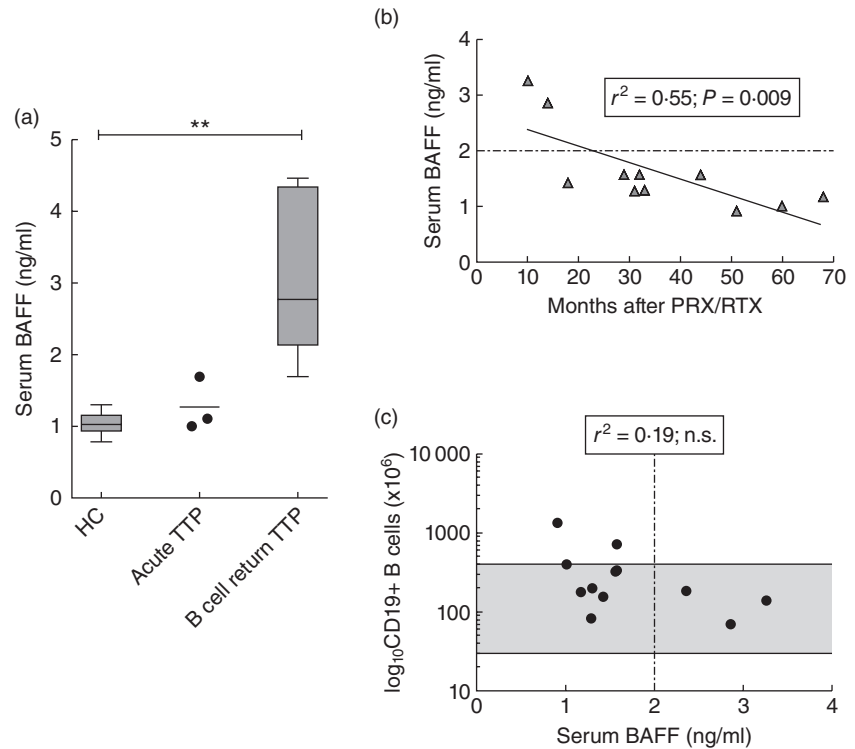 (a)
**
Serum BAFF (ng/ml)
5
4
3
2
1
0
HC
Acute TTP
B cell return TTP
(b)
r² = 0·55; P = 0·009
Serum BAFF (ng/ml)
4
3
2
1
0
0 10 20 30 40 50 60 70
Months after PRX/RTX
(c)
r² = 0·19; n.s.
log₁₀CD19+ B cells (x10⁶)
10 000
1000
100
10
0 1 2 3 4
Serum BAFF (ng/ml)